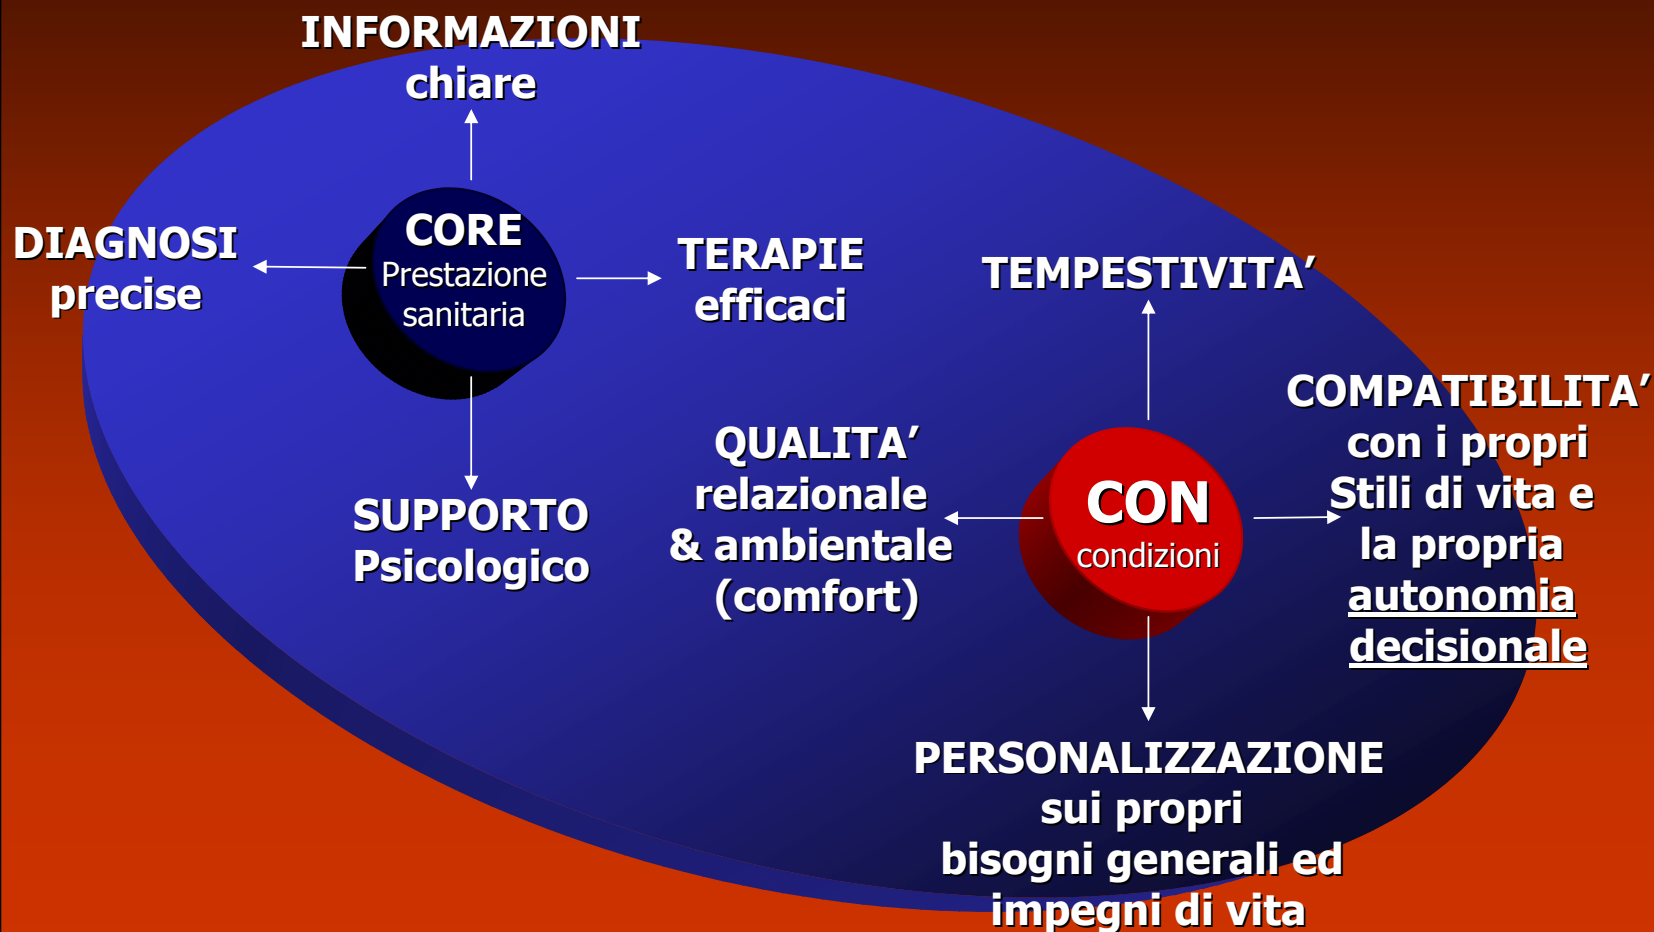 INFORMAZIONI
chiare
DIAGNOSI
precise
CORE
Prestazione
sanitaria
TERAPIE
efficaci
SUPPORTO
Psicologico
TEMPESTIVITA’
QUALITA’
relazionale
& ambientale
(comfort)
CON
condizioni
COMPATIBILITA’
con i propri
Stili di vita e
la propria
autonomia
decisionale
PERSONALIZZAZIONE
sui propri
bisogni generali ed
impegni di vita